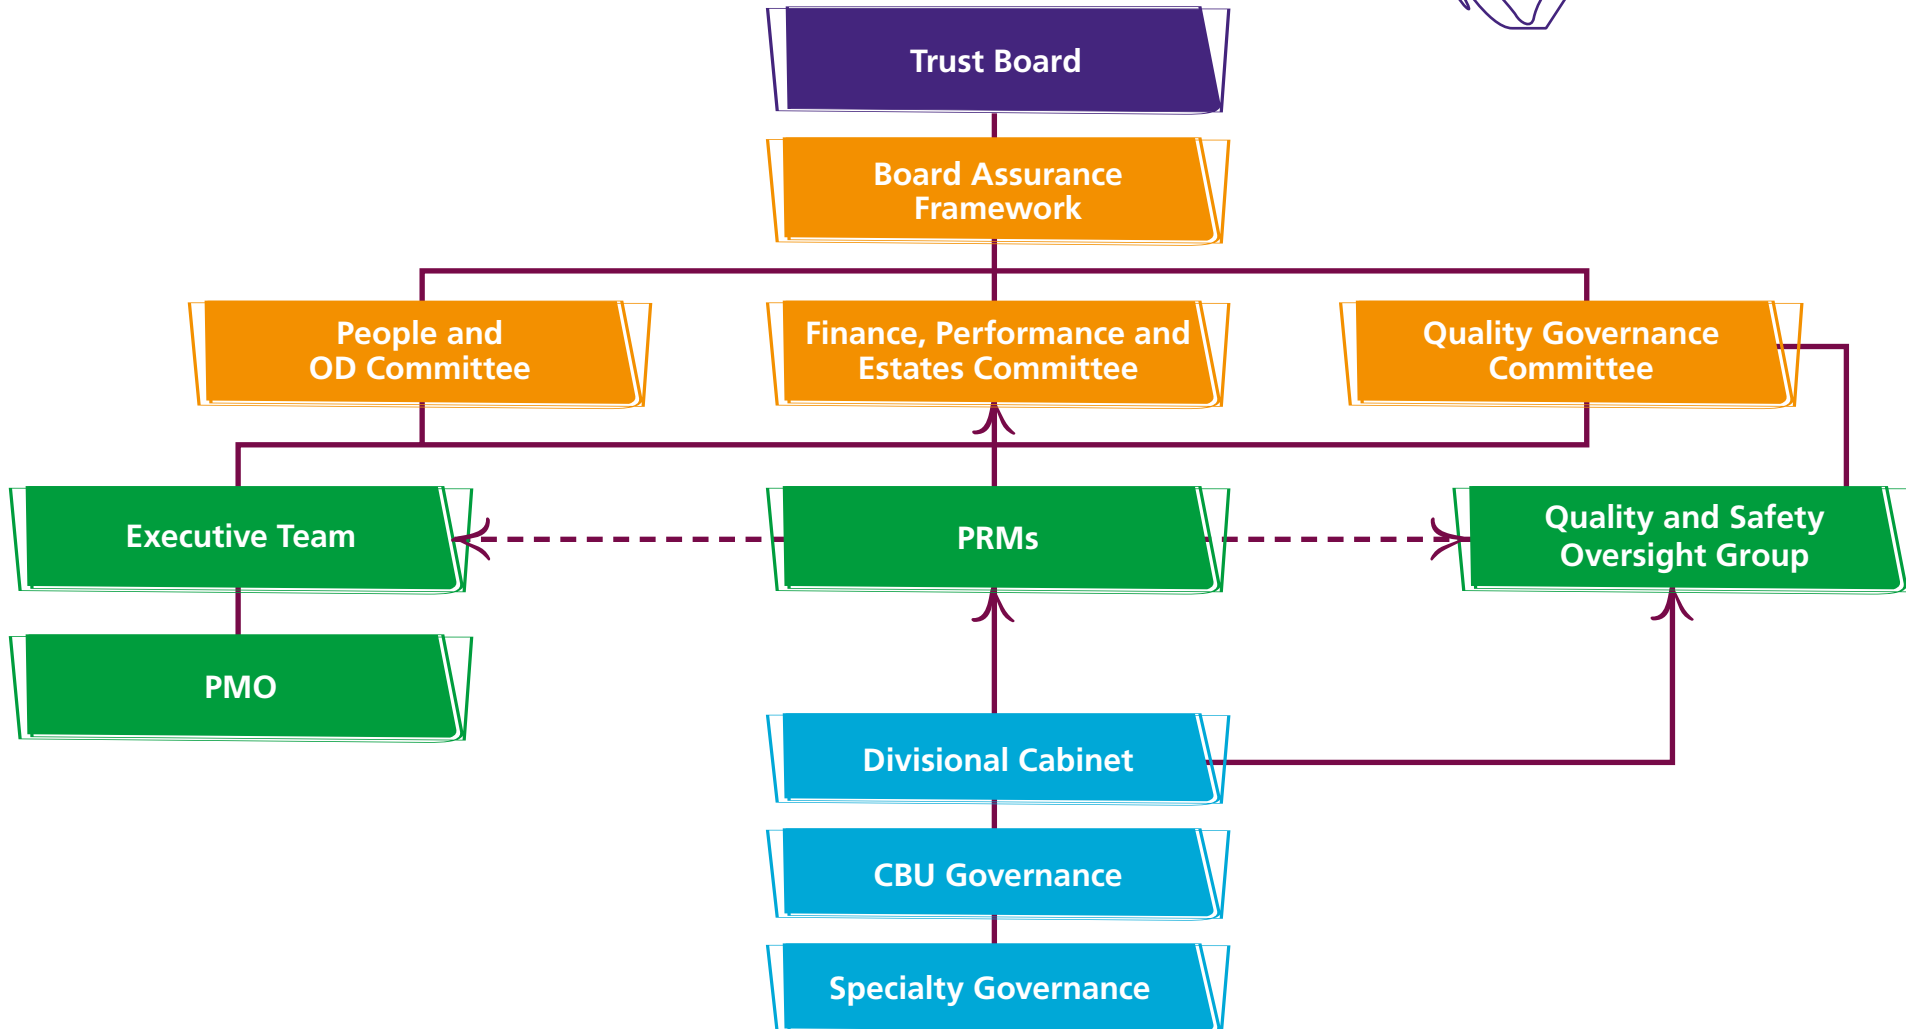 Trust Board
Board Assurance
Framework
People and
OD Committee
Finance, Performance and
Estates Committee
Quality Governance
Committee
Executive Team
PRMs
Quality and Safety
Oversight Group
PMO
Divisional Cabinet
CBU Governance
Specialty Governance